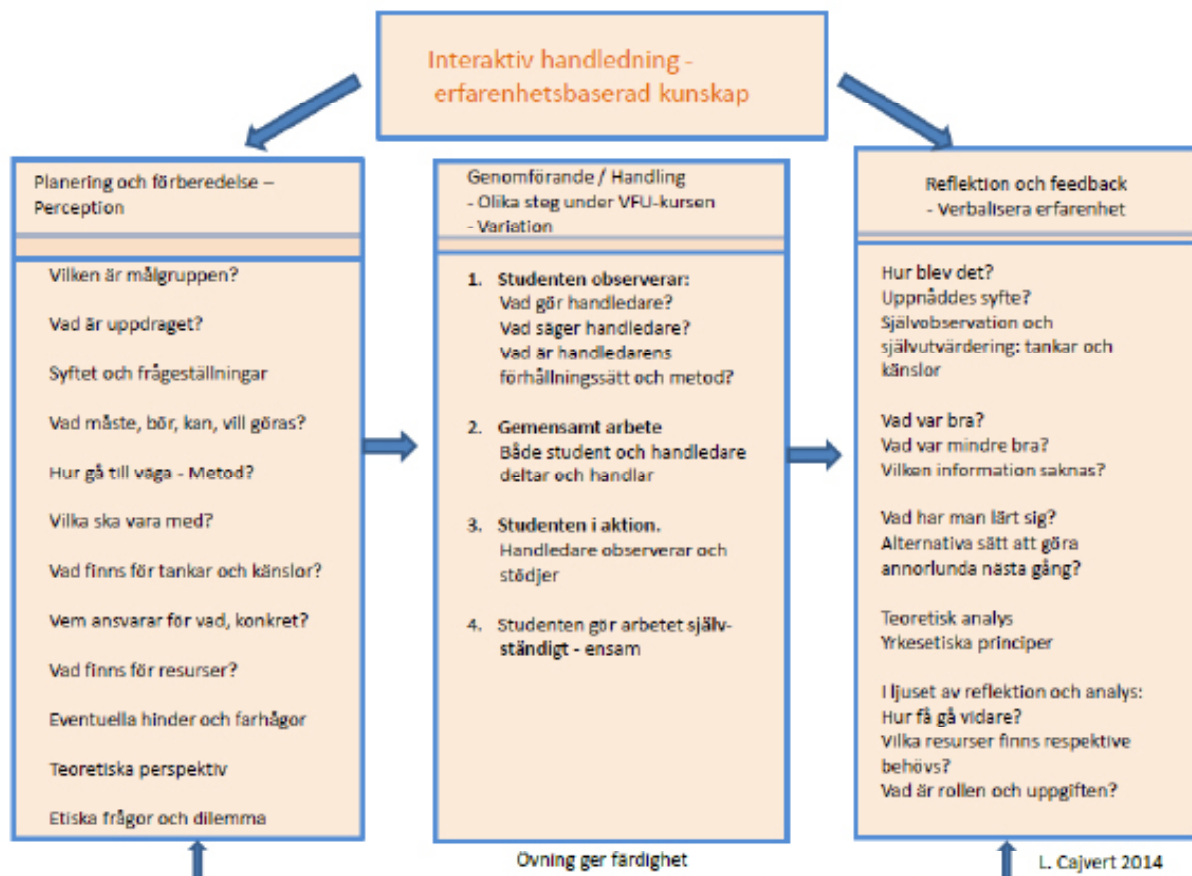 Interaktiv handledning -
erfarenhetsbaserad kunskap
Planering och förberedelse –
Perception
Vilken är målgruppen?
Vad är uppdraget?
Syftet och frågeställningar
Vad måste, bör, kan, vill göras?
Hur gå till väga - Metod?
Vilka ska vara med?
Vad finns för tankar och känslor?
Vem ansvarar för vad, konkret?
Vad finns för resurser?
Eventuella hinder och farhågor
Teoretiska perspektiv
Etiska frågor och dilemma
Genomförande / Handling
- Olika steg under VFU-kursen
- Variation
1. Studenten observerar:
Vad gör handledare?
Vad säger handledare?
Vad är handledarens
förhållningssätt och metod?
2. Gemensamt arbete
Både student och handledare
deltar och handlar
3. Studenten i aktion.
Handledare observerar och
stödjer
4. Studenten gör arbetet själv-
ständigt - ensam
Reflektion och feedback
- Verbalisera erfarenhet
Hur blev det?
Uppnåddes syfte?
Självobservation och
självutvärdering: tankar och
känslor
Vad var bra?
Vad var mindre bra?
Vilken information saknas?
Vad har man lärt sig?
Alternativa sätt att göra
annorlunda nästa gång?
Teoretisk analys
Yrkesetiska principer
I ljuset av reflektion och analys:
Hur få gå vidare?
Vilka resurser finns respektive
behövs?
Vad är rollen och uppgiften?
Ovning ger färdighet
L. Cajvert 2014